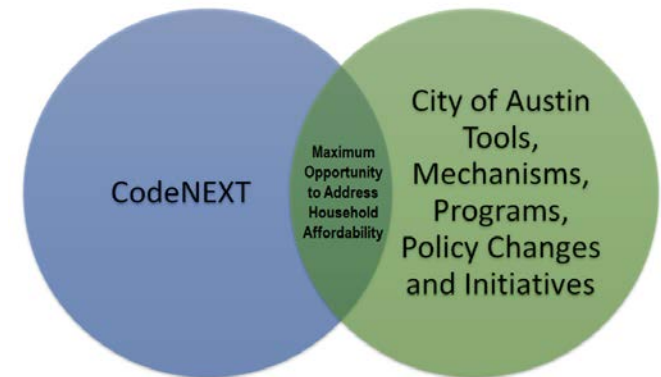 CodeNEXT
Maximum
Opportunity
to Address
Household
Affordability
City of Austin
Tools,
Mechanisms,
Programs,
Policy Changes
and Initiatives